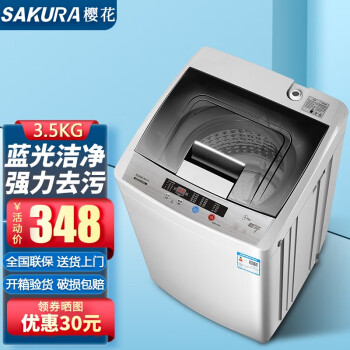 SAKURA樱花
3.5KG
蓝光洁净
强力去污
活动价 348
全国联保 送货上门
开箱验货 破损包赔
领券晒图
优惠30元